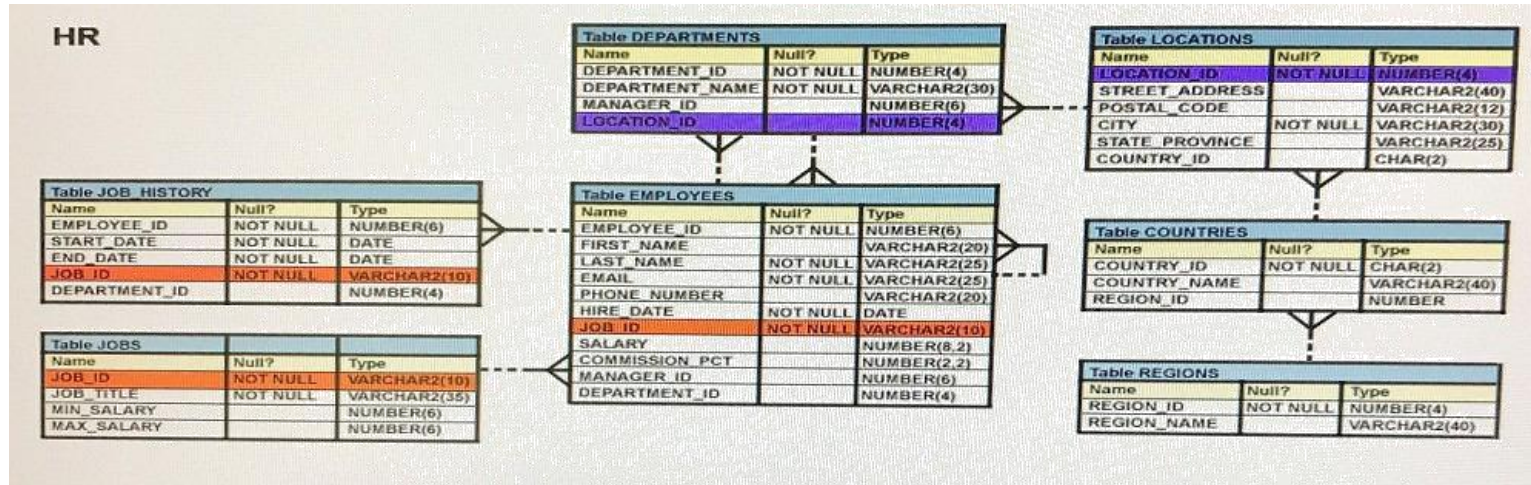 HR
Table DEPARTMENTS
Name Null? Type
DEPARTMENT_ID NOT NULL NUMBER(4)
DEPARTMENT_NAME NOT NULL VARCHAR2(30)
MANAGER_ID NUMBER(6)
LOCATION_ID NUMBER(4)
Table LOCATIONS
Name Null? Type
LOCATION_ID NOT NULL NUMBER(4)
STREET_ADDRESS VARCHAR2(40)
POSTAL_CODE VARCHAR2(12)
CITY NOT NULL VARCHAR2(30)
STATE_PROVINCE VARCHAR2(25)
COUNTRY_ID CHAR(2)
Table JOB_HISTORY
Name Null? Type
EMPLOYEE_ID NOT NULL NUMBER(6)
START_DATE NOT NULL DATE
END_DATE NOT NULL DATE
JOB_ID NOT NULL VARCHAR2(10)
DEPARTMENT_ID NUMBER(4)
Table EMPLOYEES
Name Null? Type
EMPLOYEE_ID NOT NULL NUMBER(6)
FIRST_NAME VARCHAR2(20)
LAST_NAME NOT NULL VARCHAR2(25)
EMAIL NOT NULL VARCHAR2(25)
PHONE_NUMBER VARCHAR2(20)
HIRE_DATE NOT NULL DATE
JOB_ID NOT NULL VARCHAR2(10)
SALARY NUMBER(8,2)
COMMISSION_PCT NUMBER(2,2)
MANAGER_ID NUMBER(6)
DEPARTMENT_ID NUMBER(4)
Table COUNTRIES
Name Null? Type
COUNTRY_ID NOT NULL CHAR(2)
COUNTRY_NAME VARCHAR2(40)
REGION_ID NUMBER
Table JOBS
Name Null? Type
JOB_ID NOT NULL VARCHAR2(10)
JOB_TITLE NOT NULL VARCHAR2(35)
MIN_SALARY NUMBER(6)
MAX_SALARY NUMBER(6)
Table REGIONS
Name Null? Type
REGION_ID NOT NULL NUMBER(4)
REGION_NAME VARCHAR2(40)